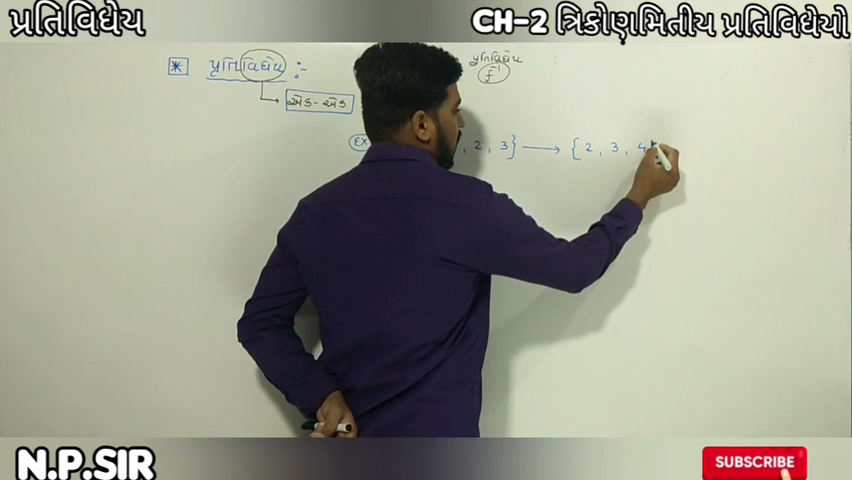 પ્રતિવિધેય
CH-2 ત્રિકોણમિતીય પ્રતિવિધેયો
* પ્રતિવિધેય :-
પ્રતિવિધેય
f⁻¹
એક-એક
Ex
, 2 , 3 } → { 2 , 3 , 4
N.P.SIR
SUBSCRIBE